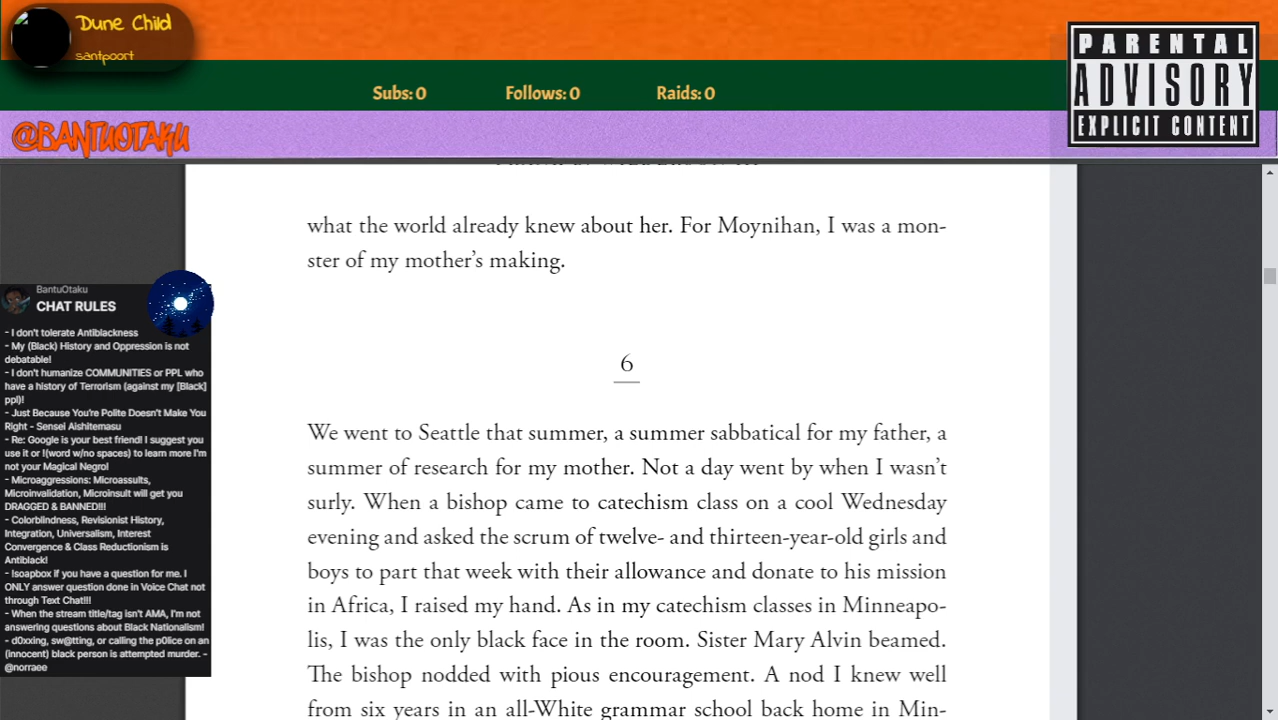 Dune Child
santpoort
PARENTAL
ADVISORY
EXPLICIT CONTENT
Subs: 0 Follows: 0 Raids: 0
@BANTUOTAKU
what the world already knew about her. For Moynihan, I was a mon-
ster of my mother's making.
6
We went to Seattle that summer, a summer sabbatical for my father, a
summer of research for my mother. Not a day went by when I wasn't
surly. When a bishop came to catechism class on a cool Wednesday
evening and asked the scrum of twelve- and thirteen-year-old girls and
boys to part that week with their allowance and donate to his mission
in Africa, I raised my hand. As in my catechism classes in Minneapo-
lis, I was the only black face in the room. Sister Mary Alvin beamed.
The bishop nodded with pious encouragement. A nod I knew well
from six years in an all-White grammar school back home in Min-
BantuOtaku
CHAT RULES
- I don't tolerate Antiblackness
- My (Black) History and Oppression is not
debatable!
- I don't humanize COMMUNITIES or PPL who
have a history of Terrorism (against my [Black]
ppl)!
- Just Because You're Polite Doesn't Make You
Right - Sensei Aishitemasu
- Re: Google is your best friend! I suggest you
use it or !(word w/no spaces) to learn more I'm
not your Magical Negro!
- Microaggressions: Microassults,
Microinvalidation, Microinsult will get you
DRAGGED & BANNED!!!
- Colorblindness, Revisionist History,
Integration, Universalism, Interest
Convergence & Class Reductionism is
Antiblack!
- !soapbox if you have a question for me. I
ONLY answer question done in Voice Chat not
through Text Chat!!!
- When the stream title/tag isn't AMA, I'm not
answering questions about Black Nationalism!
- d0xxing, sw@tting, or calling the p0lice on an
(innocent) black person is attempted murder. -
@norraee